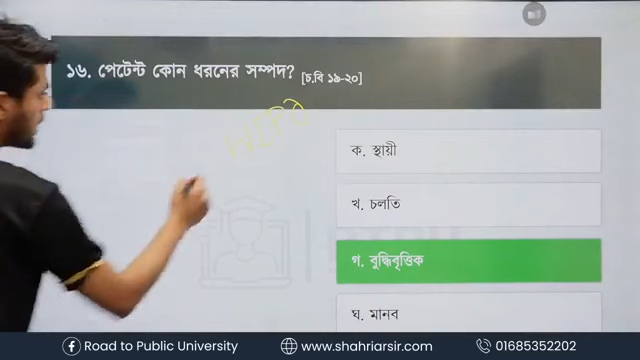 ১৬. পেটেন্ট কোন ধরনের সম্পদ? [চ.বি ১৯-২০]
ক. স্থায়ী
খ. চলতি
গ. বুদ্ধিবৃত্তিক
ঘ. মানব
Road to Public University
www.shahriarsir.com
01685352202